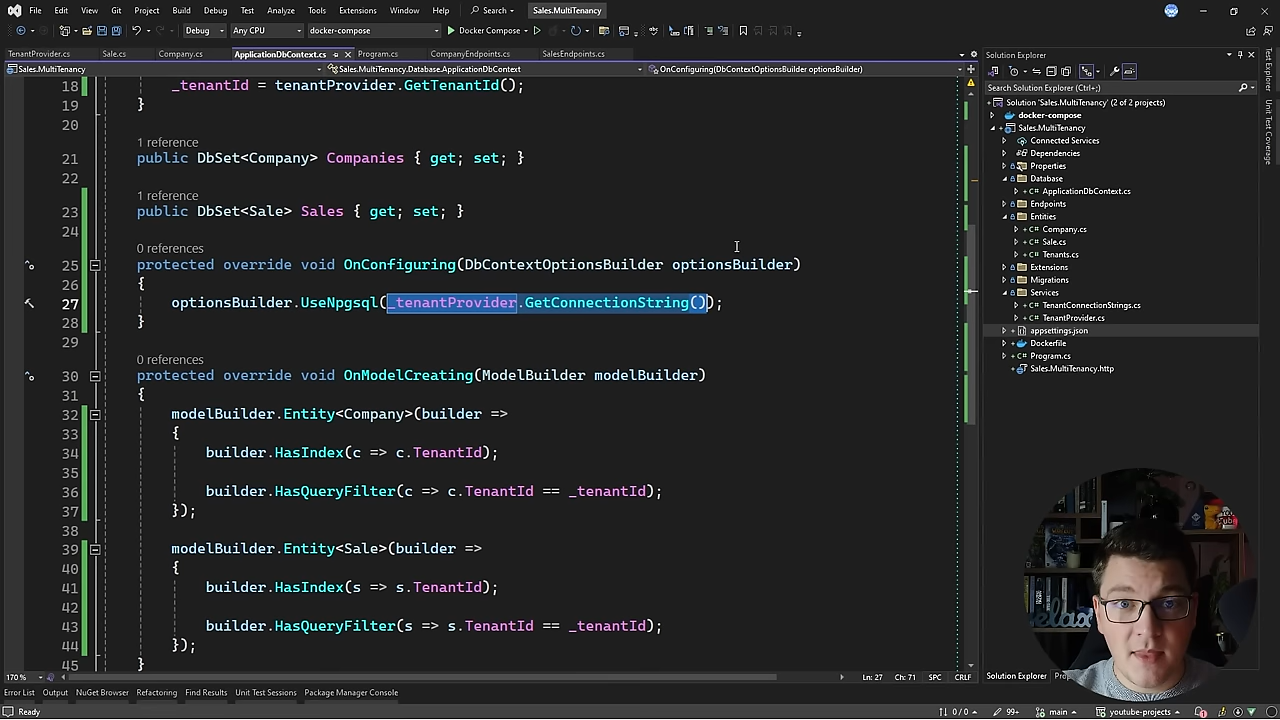 File Edit View Git Project Build Debug Test Analyze Tools Extensions Window Help Search Sales.MultiTenancy
Debug Any CPU docker-compose Docker Compose
TenantProvider.cs Sale.cs Company.cs ApplicationDbContext.cs Program.cs CompanyEndpoints.cs SalesEndpoints.cs
Sales.MultiTenancy Sales.MultiTenancy.Database.ApplicationDbContext OnConfiguring(DbContextOptionsBuilder optionsBuilder)
18 _tenantId = tenantProvider.GetTenantId();
19 }
20
1 reference
21 public DbSet<Company> Companies { get; set; }
22
1 reference
23 public DbSet<Sale> Sales { get; set; }
24
0 references
25 protected override void OnConfiguring(DbContextOptionsBuilder optionsBuilder)
26 {
27 optionsBuilder.UseNpgsql(_tenantProvider.GetConnectionString());
28 }
29
0 references
30 protected override void OnModelCreating(ModelBuilder modelBuilder)
31 {
32 modelBuilder.Entity<Company>(builder =>
33 {
34 builder.HasIndex(c => c.TenantId);
35
36 builder.HasQueryFilter(c => c.TenantId == _tenantId);
37 });
38
39 modelBuilder.Entity<Sale>(builder =>
40 {
41 builder.HasIndex(s => s.TenantId);
42
43 builder.HasQueryFilter(s => s.TenantId == _tenantId);
44 });
45 }
170 % Ln: 27 Ch: 71 SPC CRLF
Error List Output NuGet Browser Refactoring Find Results Unit Test Sessions Package Manager Console
Ready 0 / 0 99+ main youtube-projects
Solution Explorer
Search Solution Explorer (Ctrl+;)
Solution 'Sales.MultiTenancy' (2 of 2 projects)
docker-compose
Sales.MultiTenancy
Connected Services
Dependencies
Properties
Database
ApplicationDbContext.cs
Endpoints
Entities
Company.cs
Sale.cs
Tenants.cs
Extensions
Migrations
Services
TenantConnectionStrings.cs
TenantProvider.cs
appsettings.json
Dockerfile
Program.cs
Sales.MultiTenancy.http
Solution Explorer
Test Explorer
Unit Test Coverage